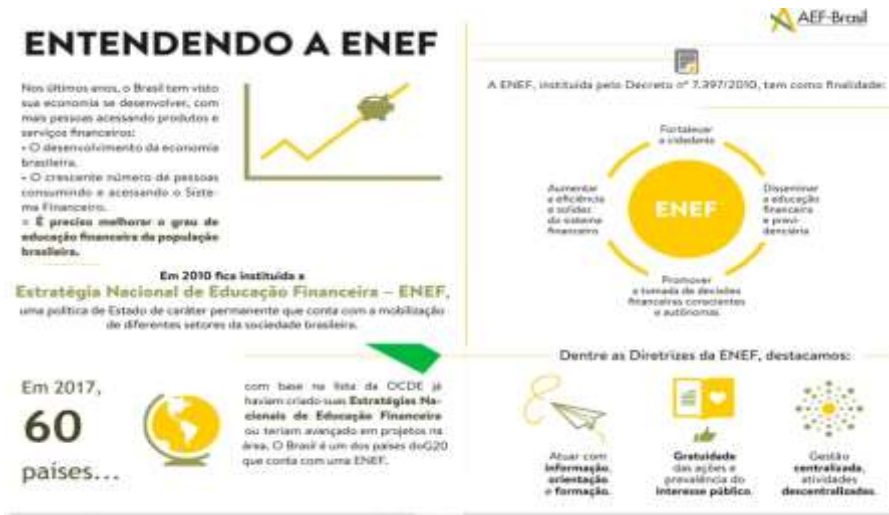 ENTENDENDO A ENEF
Nos últimos anos, o Brasil tem visto
sua economia se desenvolver, com
mais pessoas acessando produtos e
serviços financeiros:
- O desenvolvimento da economia
brasileira.
- O crescente número de pessoas
consumindo e acessando o Siste-
ma Financeiro.
= É preciso melhorar o grau de
educação financeira da população
brasileira.
Em 2010 fica instituída a
Estratégia Nacional de Educação Financeira – ENEF,
uma política de Estado de caráter permanente que conta com a mobilização
de diferentes setores da sociedade brasileira.
Em 2017,
60
países...
com base na lista da OCDE já
haviam criado suas Estratégias Na-
cionais de Educação Financeira
ou teriam avançado em projetos na
área. O Brasil é um dos países doG20
que conta com uma ENEF.
AEF-Brasil
A ENEF, instituída pelo Decreto nº 7.397/2010, tem como finalidade:
Fortalecer
a cidadania
Aumentar
a eficiência
e solidez
do sistema
financeiro
ENEF
Disseminar
a educação
financeira
e previ-
denciária
Promover
a tomada de decisões
financeiras conscientes
e autônomas
Dentre as Diretrizes da ENEF, destacamos:
Atuar com
informação,
orientação
e formação.
Gratuidade
das ações e
prevalência do
interesse público.
Gestão
centralizada,
atividades
descentralizadas.